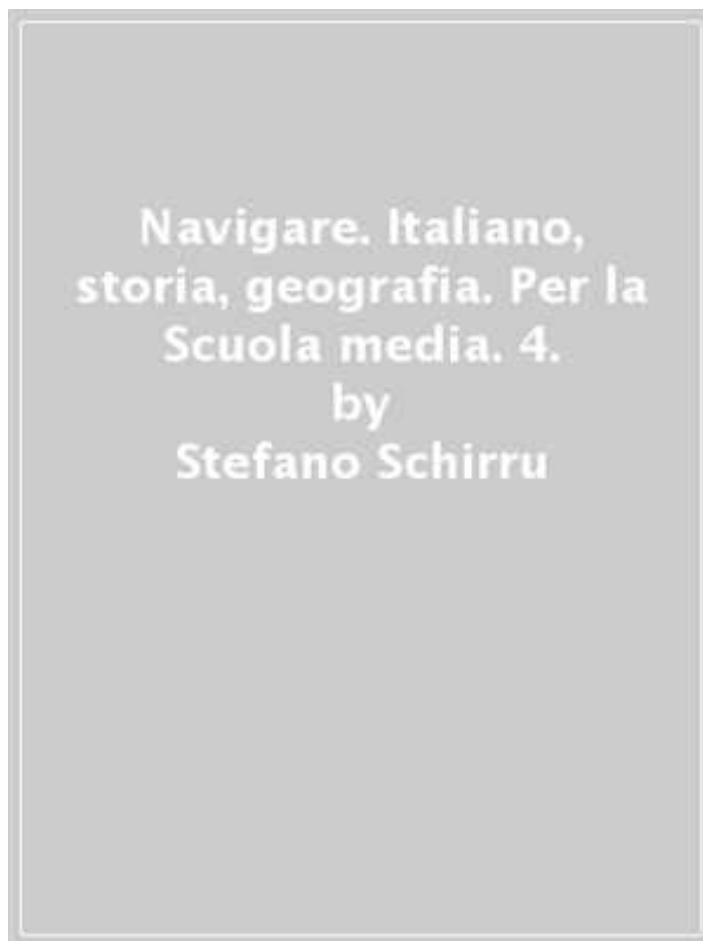 Navigare. Italiano,
storia, geografia. Per la
Scuola media. 4.
by
Stefano Schirru